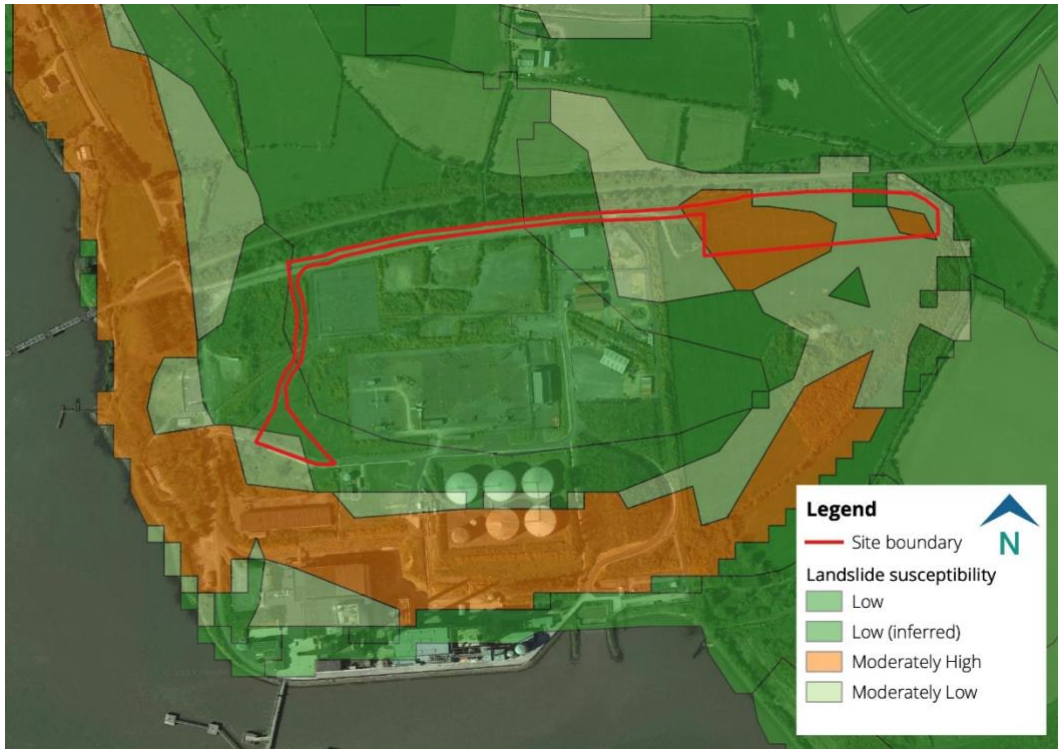 Legend
N
Site boundary
Landslide susceptibility
Low
Low (inferred)
Moderately High
Moderately Low